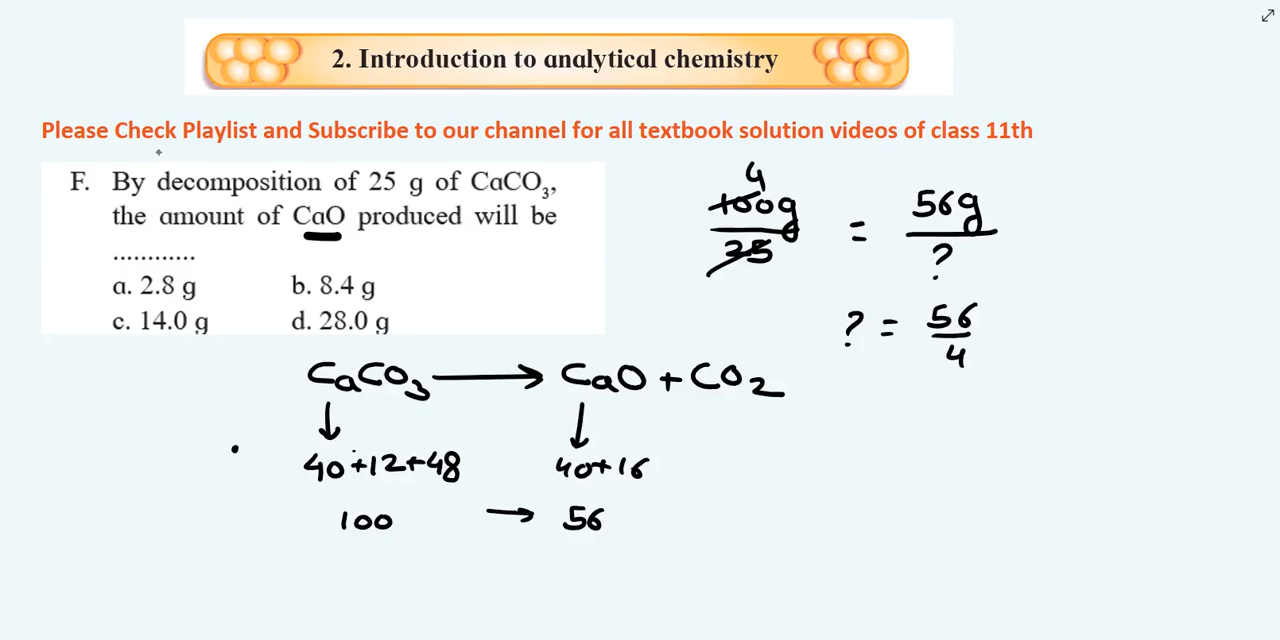 2. Introduction to analytical chemistry
Please Check Playlist and Subscribe to our channel for all textbook solution videos of class 11th
F. By decomposition of 25 g of CaCO₃,
the amount of CaO produced will be
............
a. 2.8 g b. 8.4 g
c. 14.0 g d. 28.0 g
4
100g
25
=
56g
?
? = 56
4
CaCO₃ ⟶ CaO + CO₂
↓ ↓
40+12+48 40+16
100 → 56